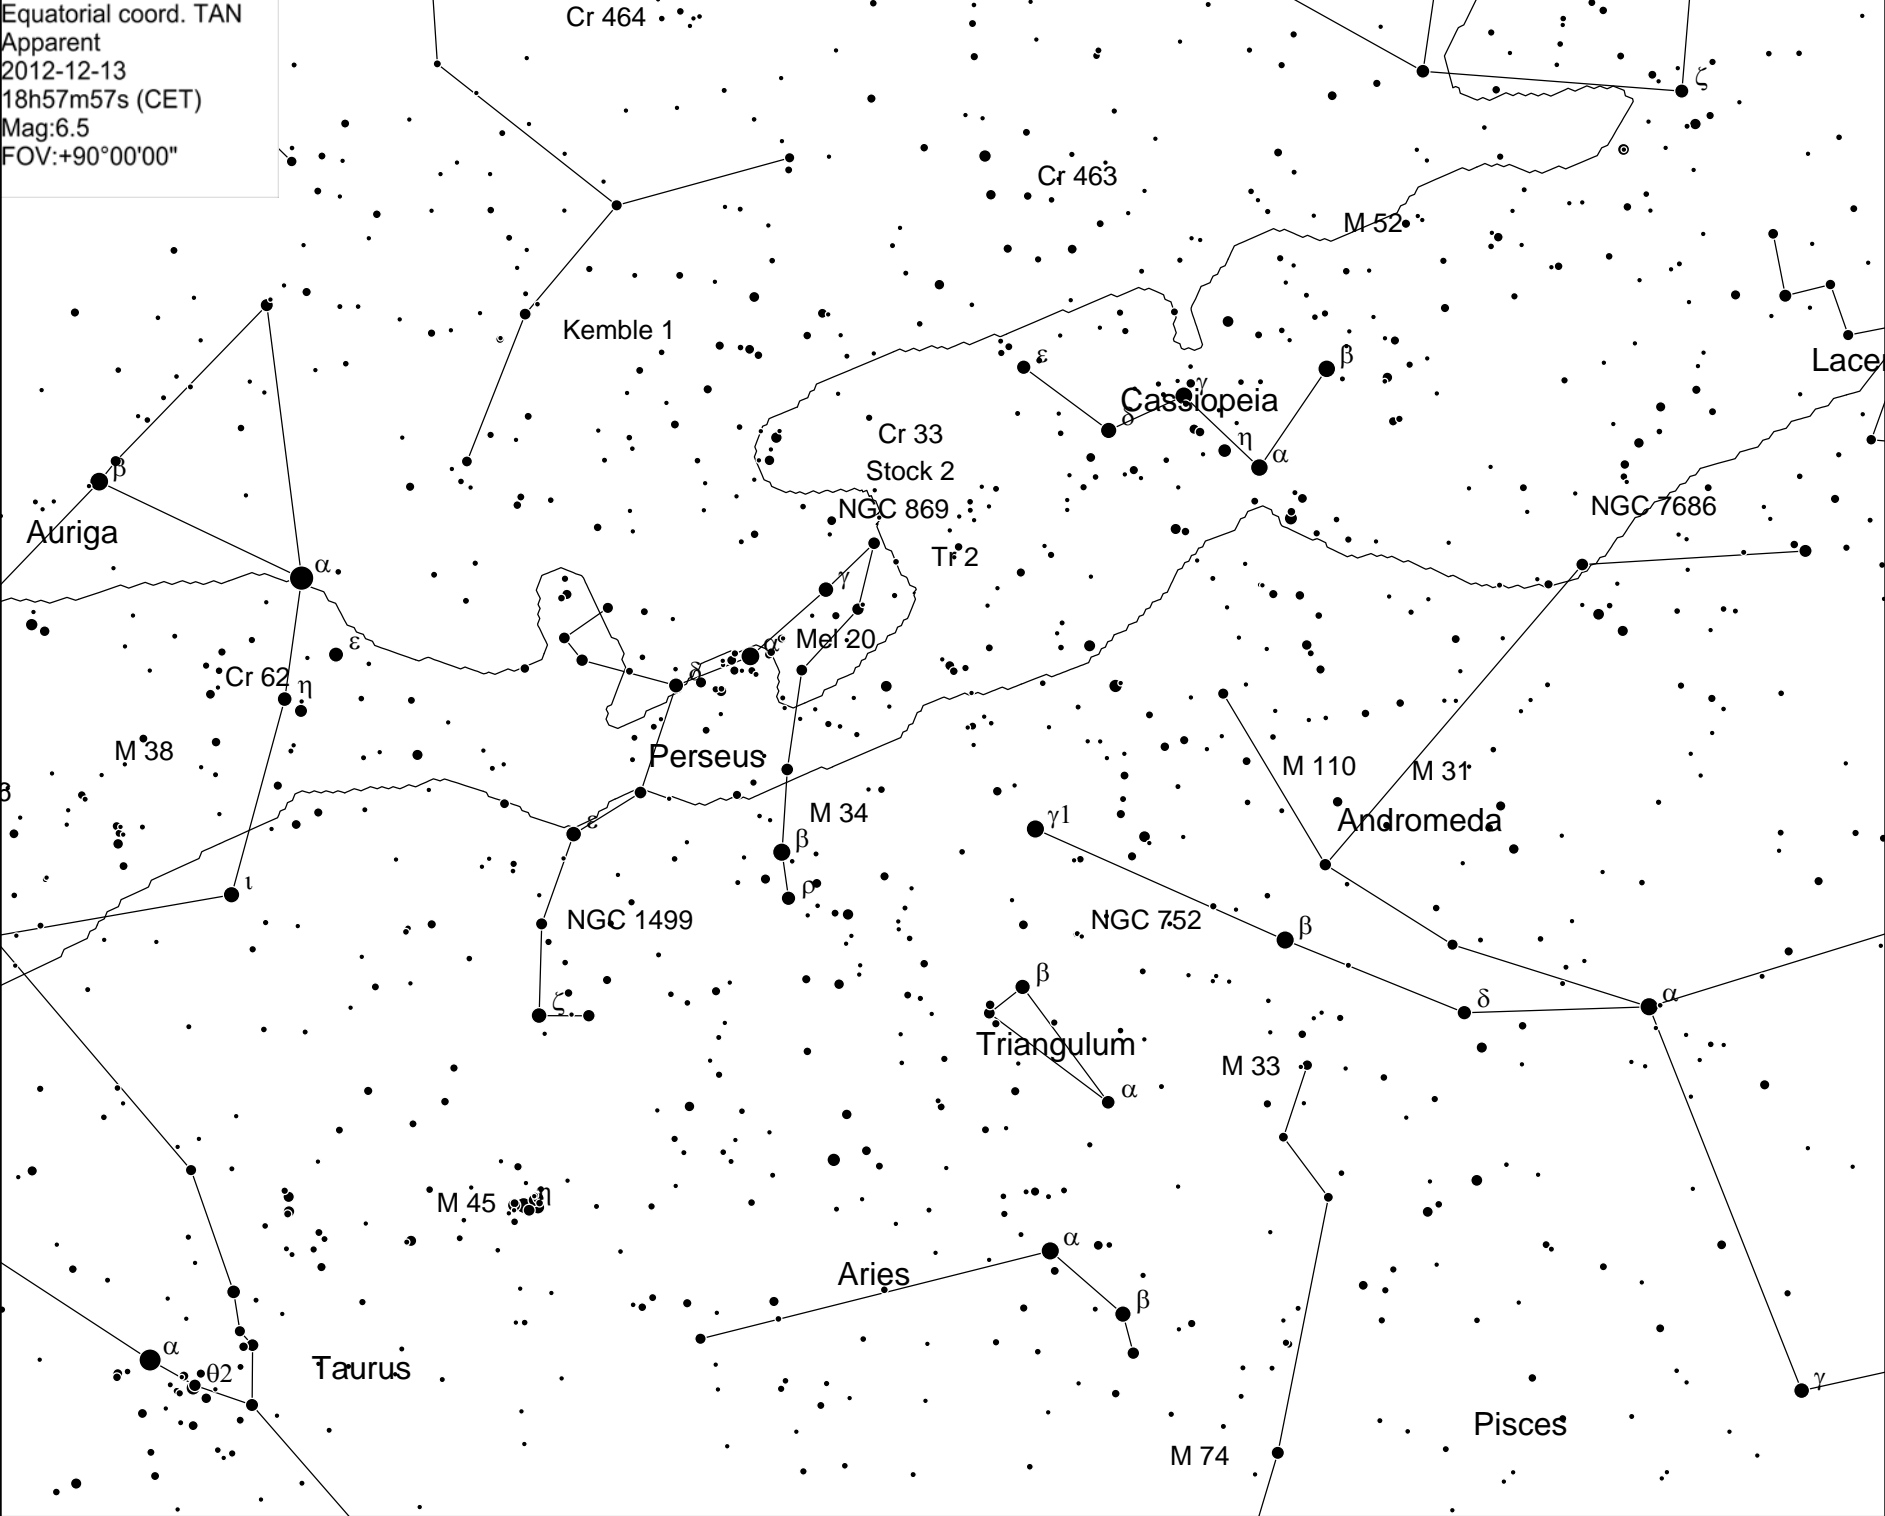 Equatorial coord. TAN
Apparent
2012-12-13
18h57m57s (CET)
Mag:6.5
FOV:+90°00'00"
Cr 464
ζ
Cr 463
M 52
Kemble 1
ε
β
Lacer
γ
Cassiopeia
δ
Cr 33
η
α
β
Stock 2
NGC 869
NGC 7686
Auriga
Tr 2
α
γ
ε
α
Mel 20
Cr 62
η
δ
M 38
Perseus
M 110
M 31
β
M 34
γ1
Andromeda
ε
β
ι
ρ
NGC 1499
NGC 752
β
β
ζ
δ
α
Triangulum
M 33
α
M 45
η
α
Aries
β
α
θ2
Taurus
γ
Pisces
M 74